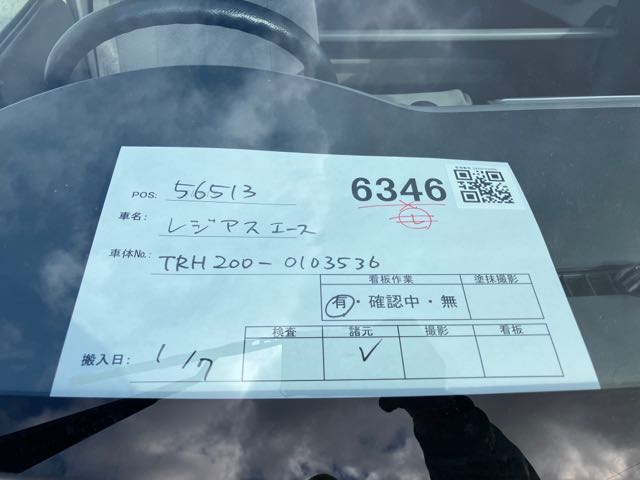 POS: 56513
6346
車名: レジアスエース
車体No.: TRH200-0103536
看板作業 塗抹撮影
有・確認中・無
検査 諸元 撮影 看板
搬入日: 1/7 ✓